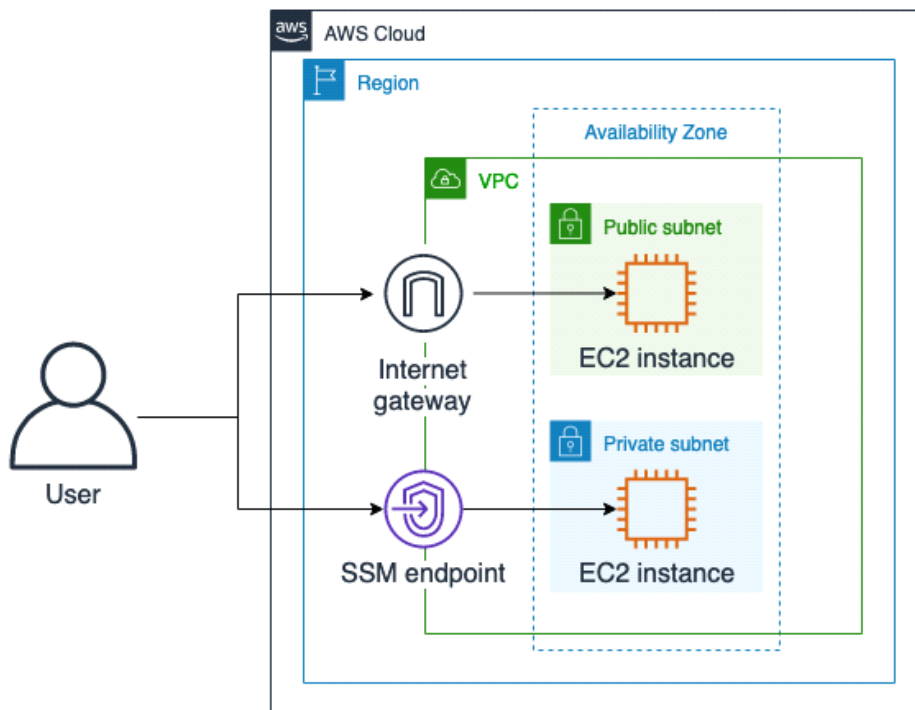 aws
AWS Cloud
Region
Availability Zone
VPC
Public subnet
EC2 instance
Internet
gateway
Private subnet
User
SSM endpoint
EC2 instance